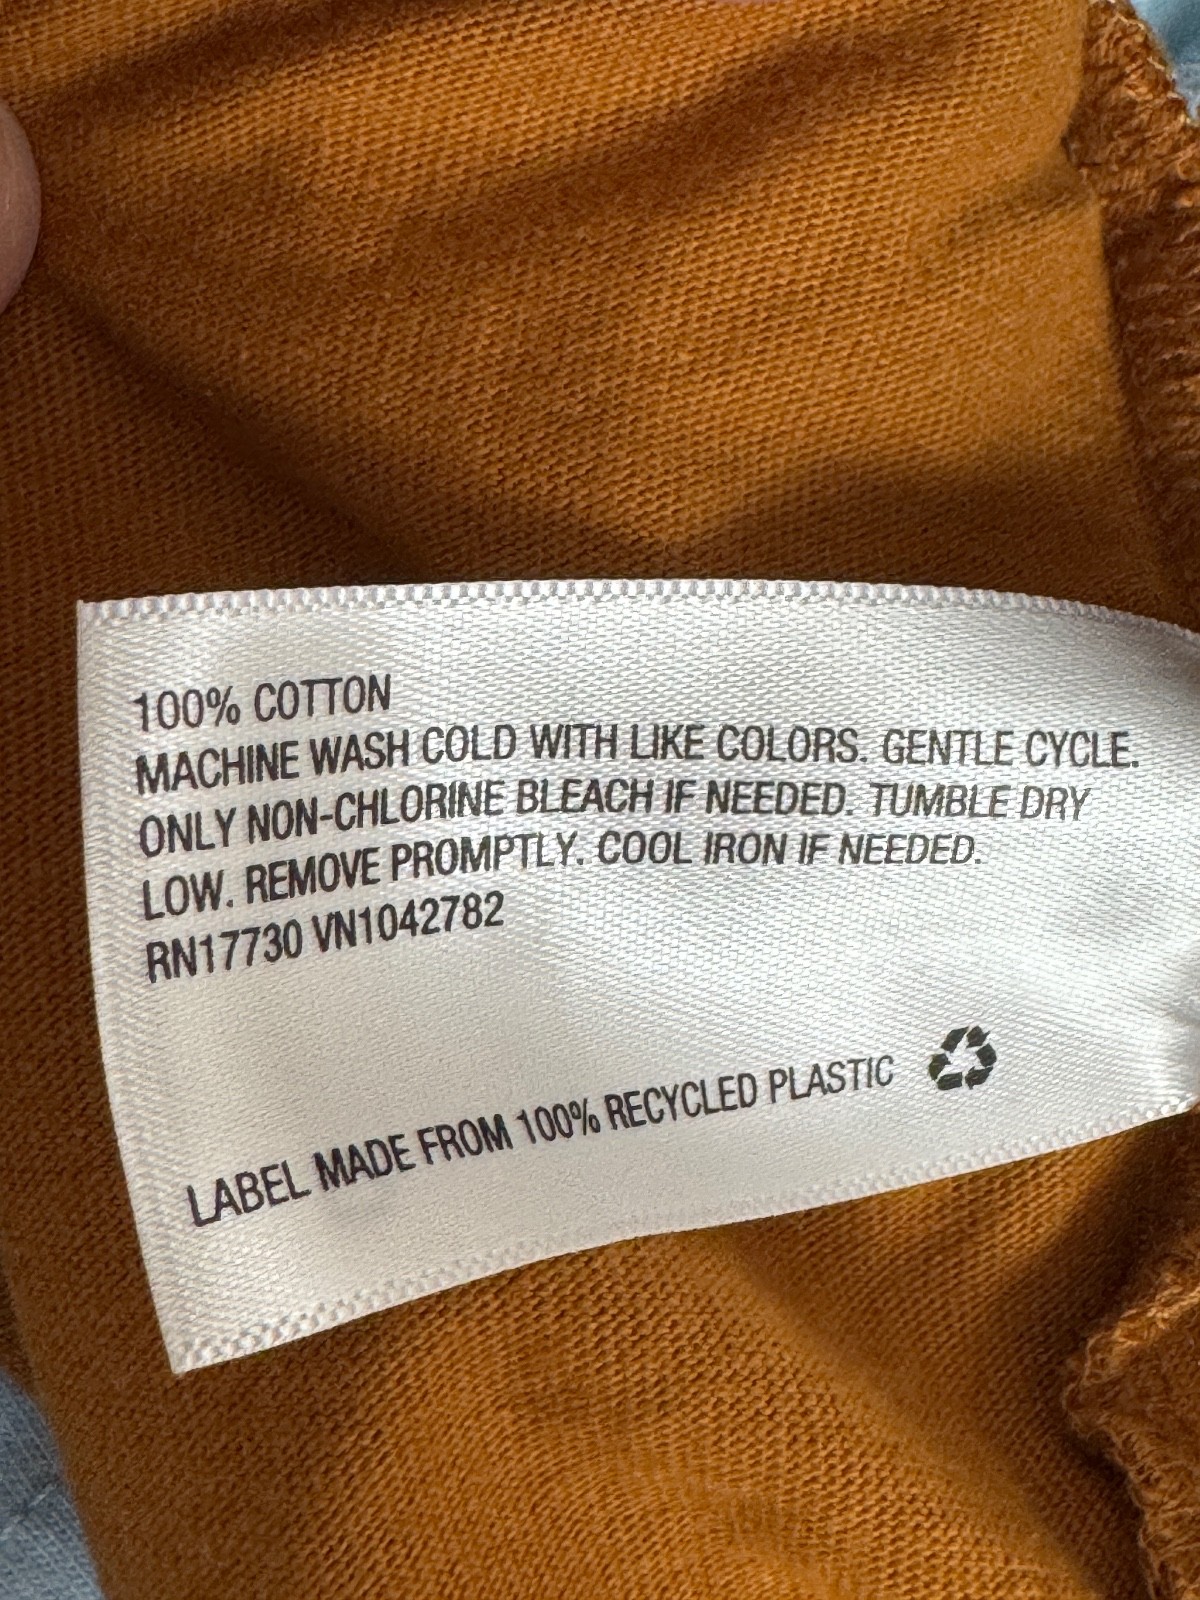 100% COTTON
MACHINE WASH COLD WITH LIKE COLORS. GENTLE CYCLE.
ONLY NON-CHLORINE BLEACH IF NEEDED. TUMBLE DRY
LOW. REMOVE PROMPTLY. COOL IRON IF NEEDED.
RN17730 VN1042782
LABEL MADE FROM 100% RECYCLED PLASTIC